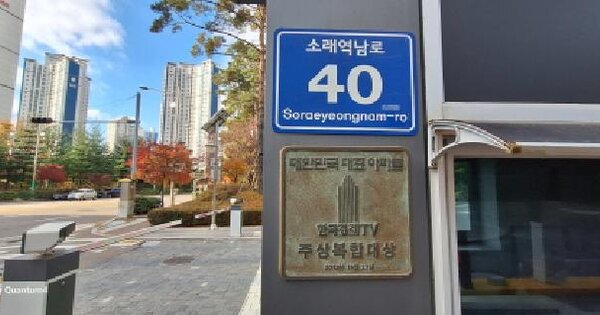 소래역남로
40
Soraeyeongnam-ro
대한민국 대표 아파트
한국경제TV
주상복합대상
Quantumd